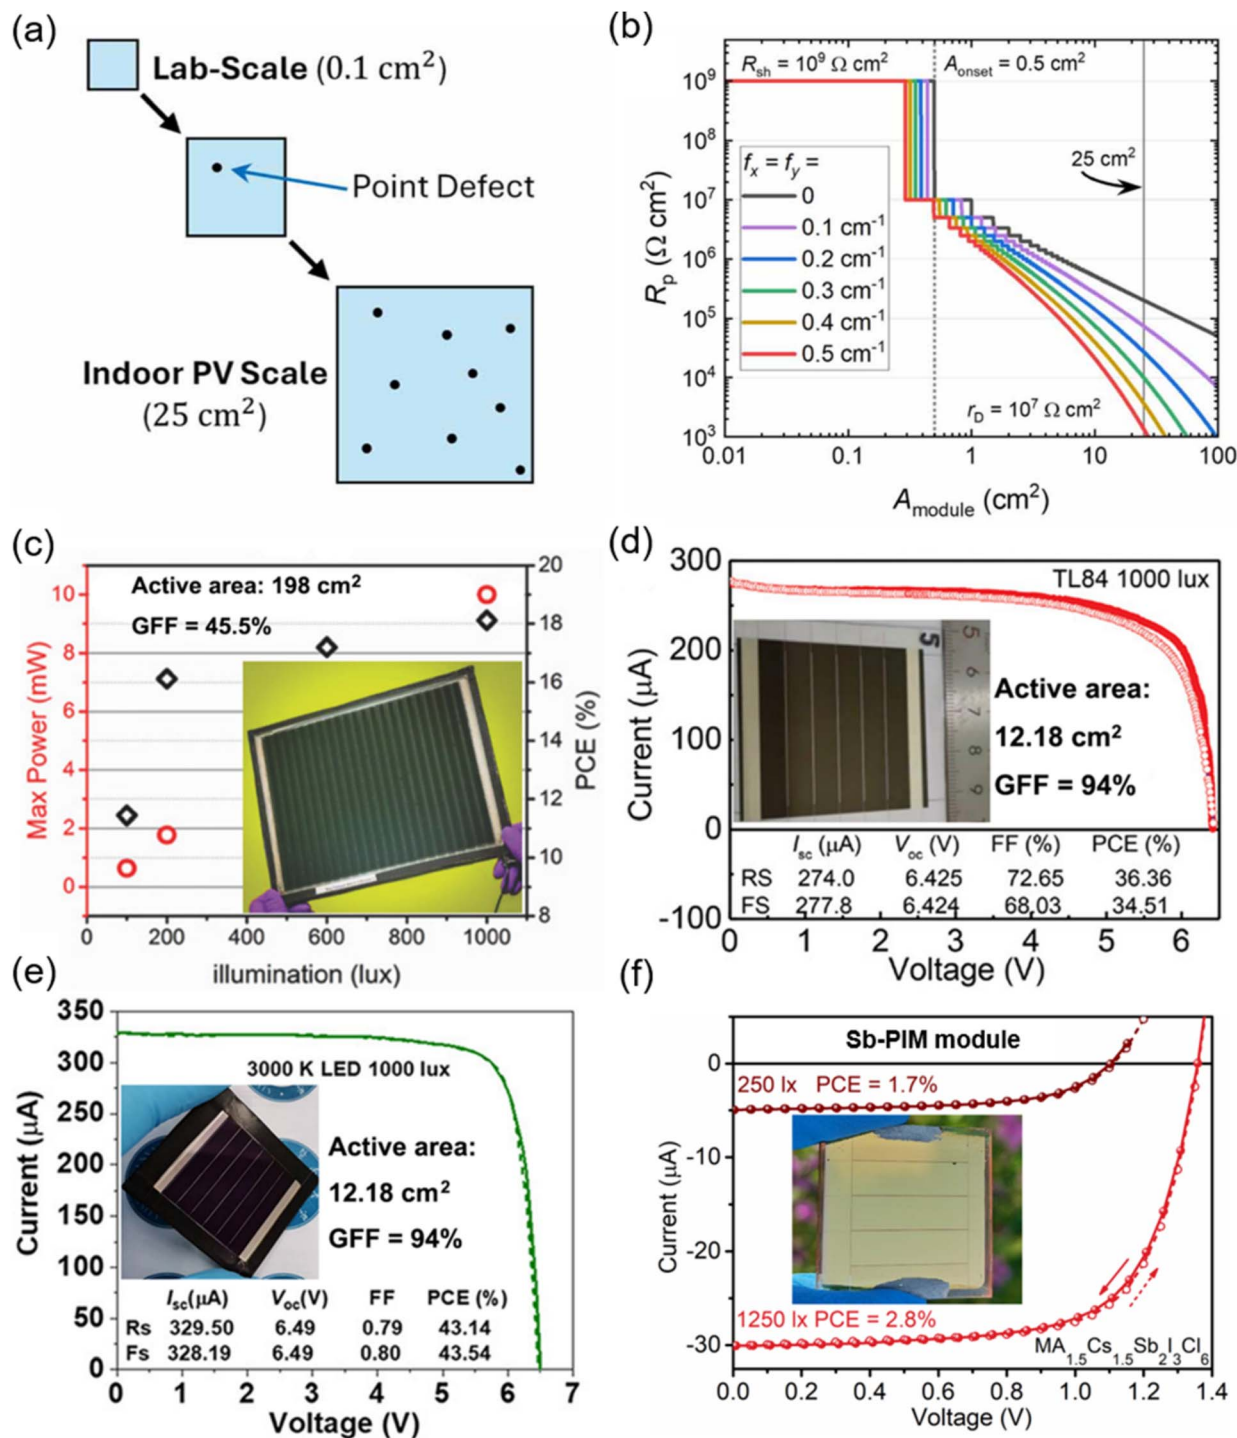 (a)
Lab-Scale (0.1 cm²)
Point Defect
Indoor PV Scale
(25 cm²)
(b)
R_sh = 10⁹ Ω cm²
A_onset = 0.5 cm²
f_x = f_y =
0
0.1 cm⁻¹
0.2 cm⁻¹
0.3 cm⁻¹
0.4 cm⁻¹
0.5 cm⁻¹
25 cm²
r_D = 10⁷ Ω cm²
R_p (Ω cm²)
10⁹
10⁸
10⁷
10⁶
10⁵
10⁴
10³
0.01 0.1 1 10 100
A_module (cm²)
(c)
Active area: 198 cm²
GFF = 45.5%
Max Power (mW)
10
8
6
4
2
0
PCE (%)
20
18
16
14
12
10
8
0 200 400 600 800 1000
illumination (lux)
(d)
TL84 1000 lux
Active area:
12.18 cm²
GFF = 94%
5
5
6
7
8
9
I_sc (μA) V_oc (V) FF (%) PCE (%)
RS 274.0 6.425 72.65 36.36
FS 277.8 6.424 68.03 34.51
Current (μA)
300
200
100
0
-100
0 1 2 3 4 5 6
Voltage (V)
(e)
3000 K LED 1000 lux
Active area:
12.18 cm²
GFF = 94%
I_sc(μA) V_oc(V) FF PCE (%)
Rs 329.50 6.49 0.79 43.14
Fs 328.19 6.49 0.80 43.54
Current (μA)
350
300
250
200
150
100
50
0
0 1 2 3 4 5 6 7
Voltage (V)
(f)
Sb-PIM module
250 lx PCE = 1.7%
1250 lx PCE = 2.8%
MA₁.₅Cs₁.₅Sb₂I₃Cl₆
Current (μA)
0
-10
-20
-30
0.0 0.2 0.4 0.6 0.8 1.0 1.2 1.4
Voltage (V)